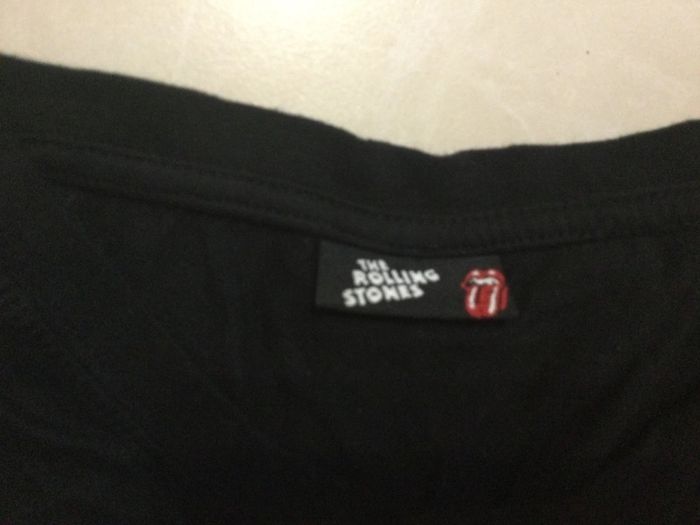 THE
ROLLING
STONES